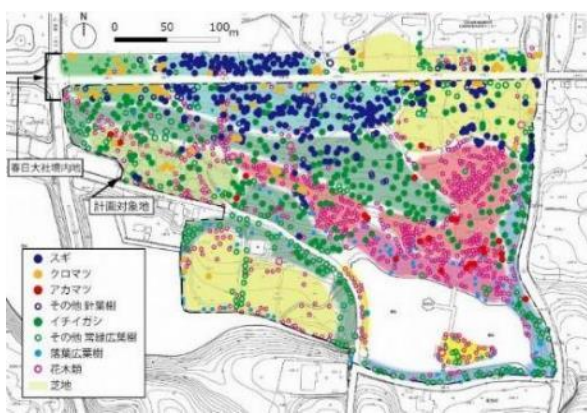 N
0 50 100
m
春日大社境内地
計画対象地
スギ
クロマツ
アカマツ
その他 針葉樹
イチイガシ
その他 常緑広葉樹
落葉広葉樹
花木類
芝地